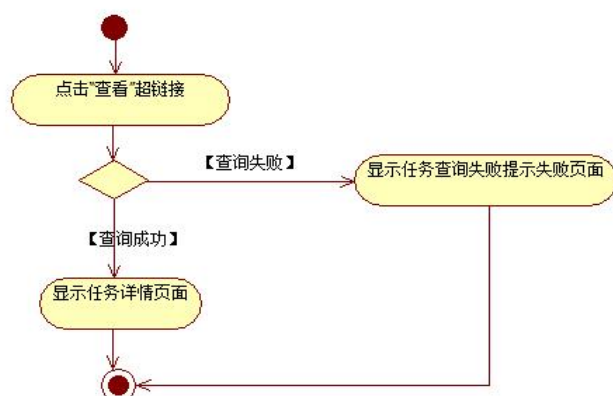 点击“查看”超链接
【查询失败】
显示任务查询失败提示失败页面
【查询成功】
显示任务详情页面